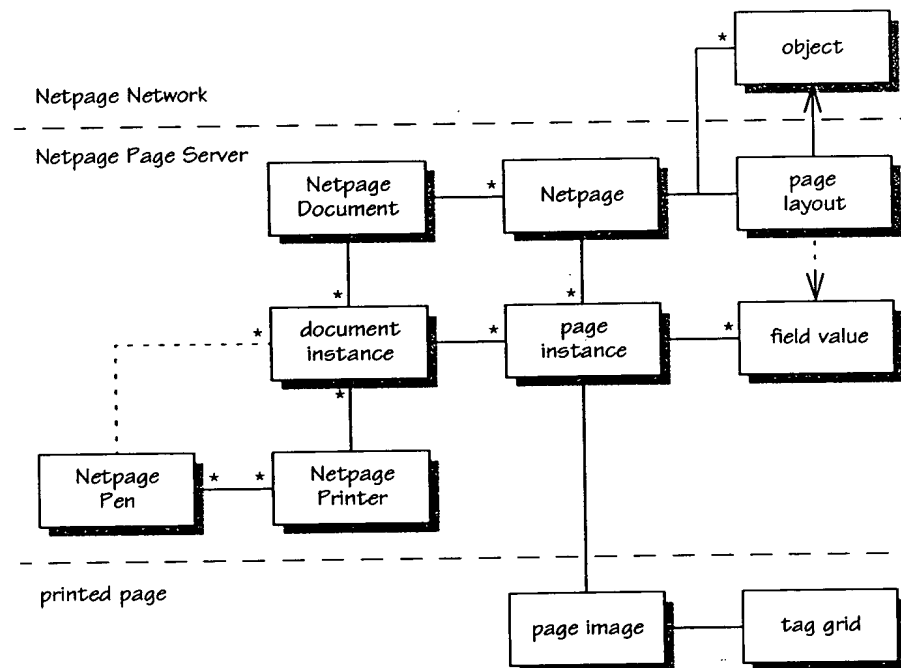 *
object
Netpage Network
Netpage Page Server
Netpage
Document
*
Netpage
page
layout
*
*
*
document
instance
*
page
instance
*
field value
*
Netpage
Pen
*
*
Netpage
Printer
printed page
page image
tag grid